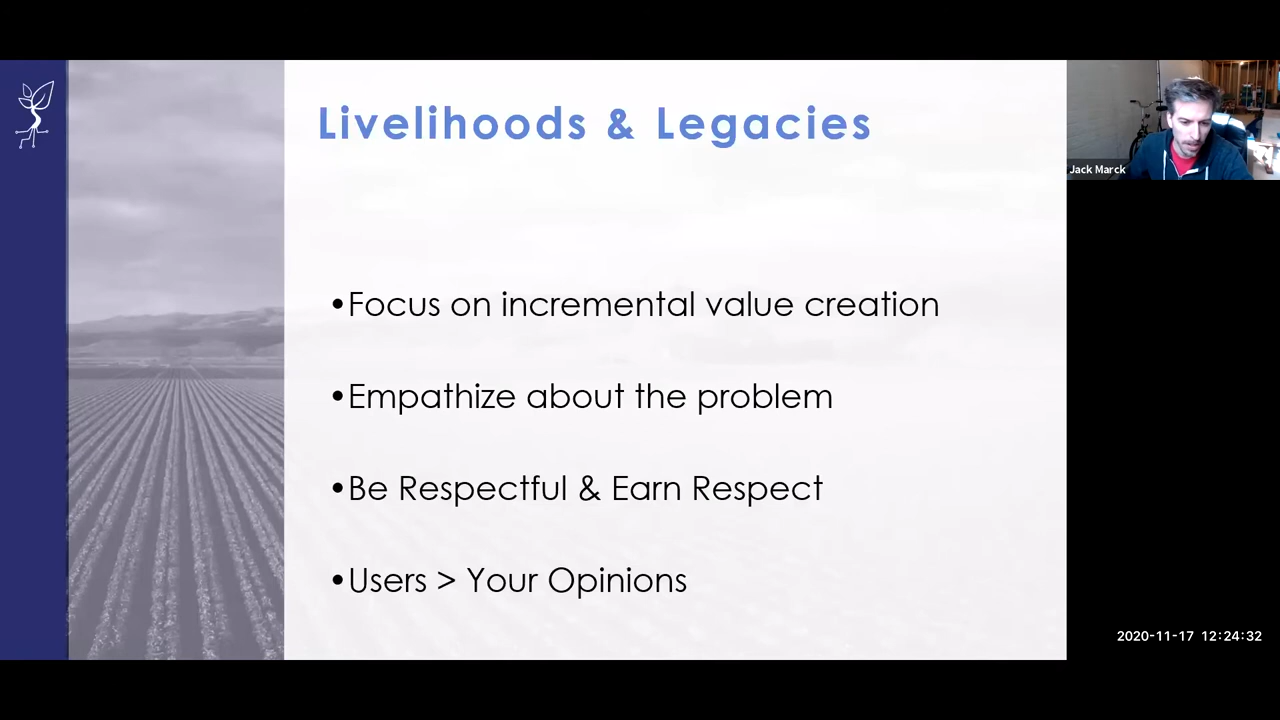 Livelihoods & Legacies
•Focus on incremental value creation
•Empathize about the problem
•Be Respectful & Earn Respect
•Users > Your Opinions
Jack Marck
2020-11-17 12:24:32